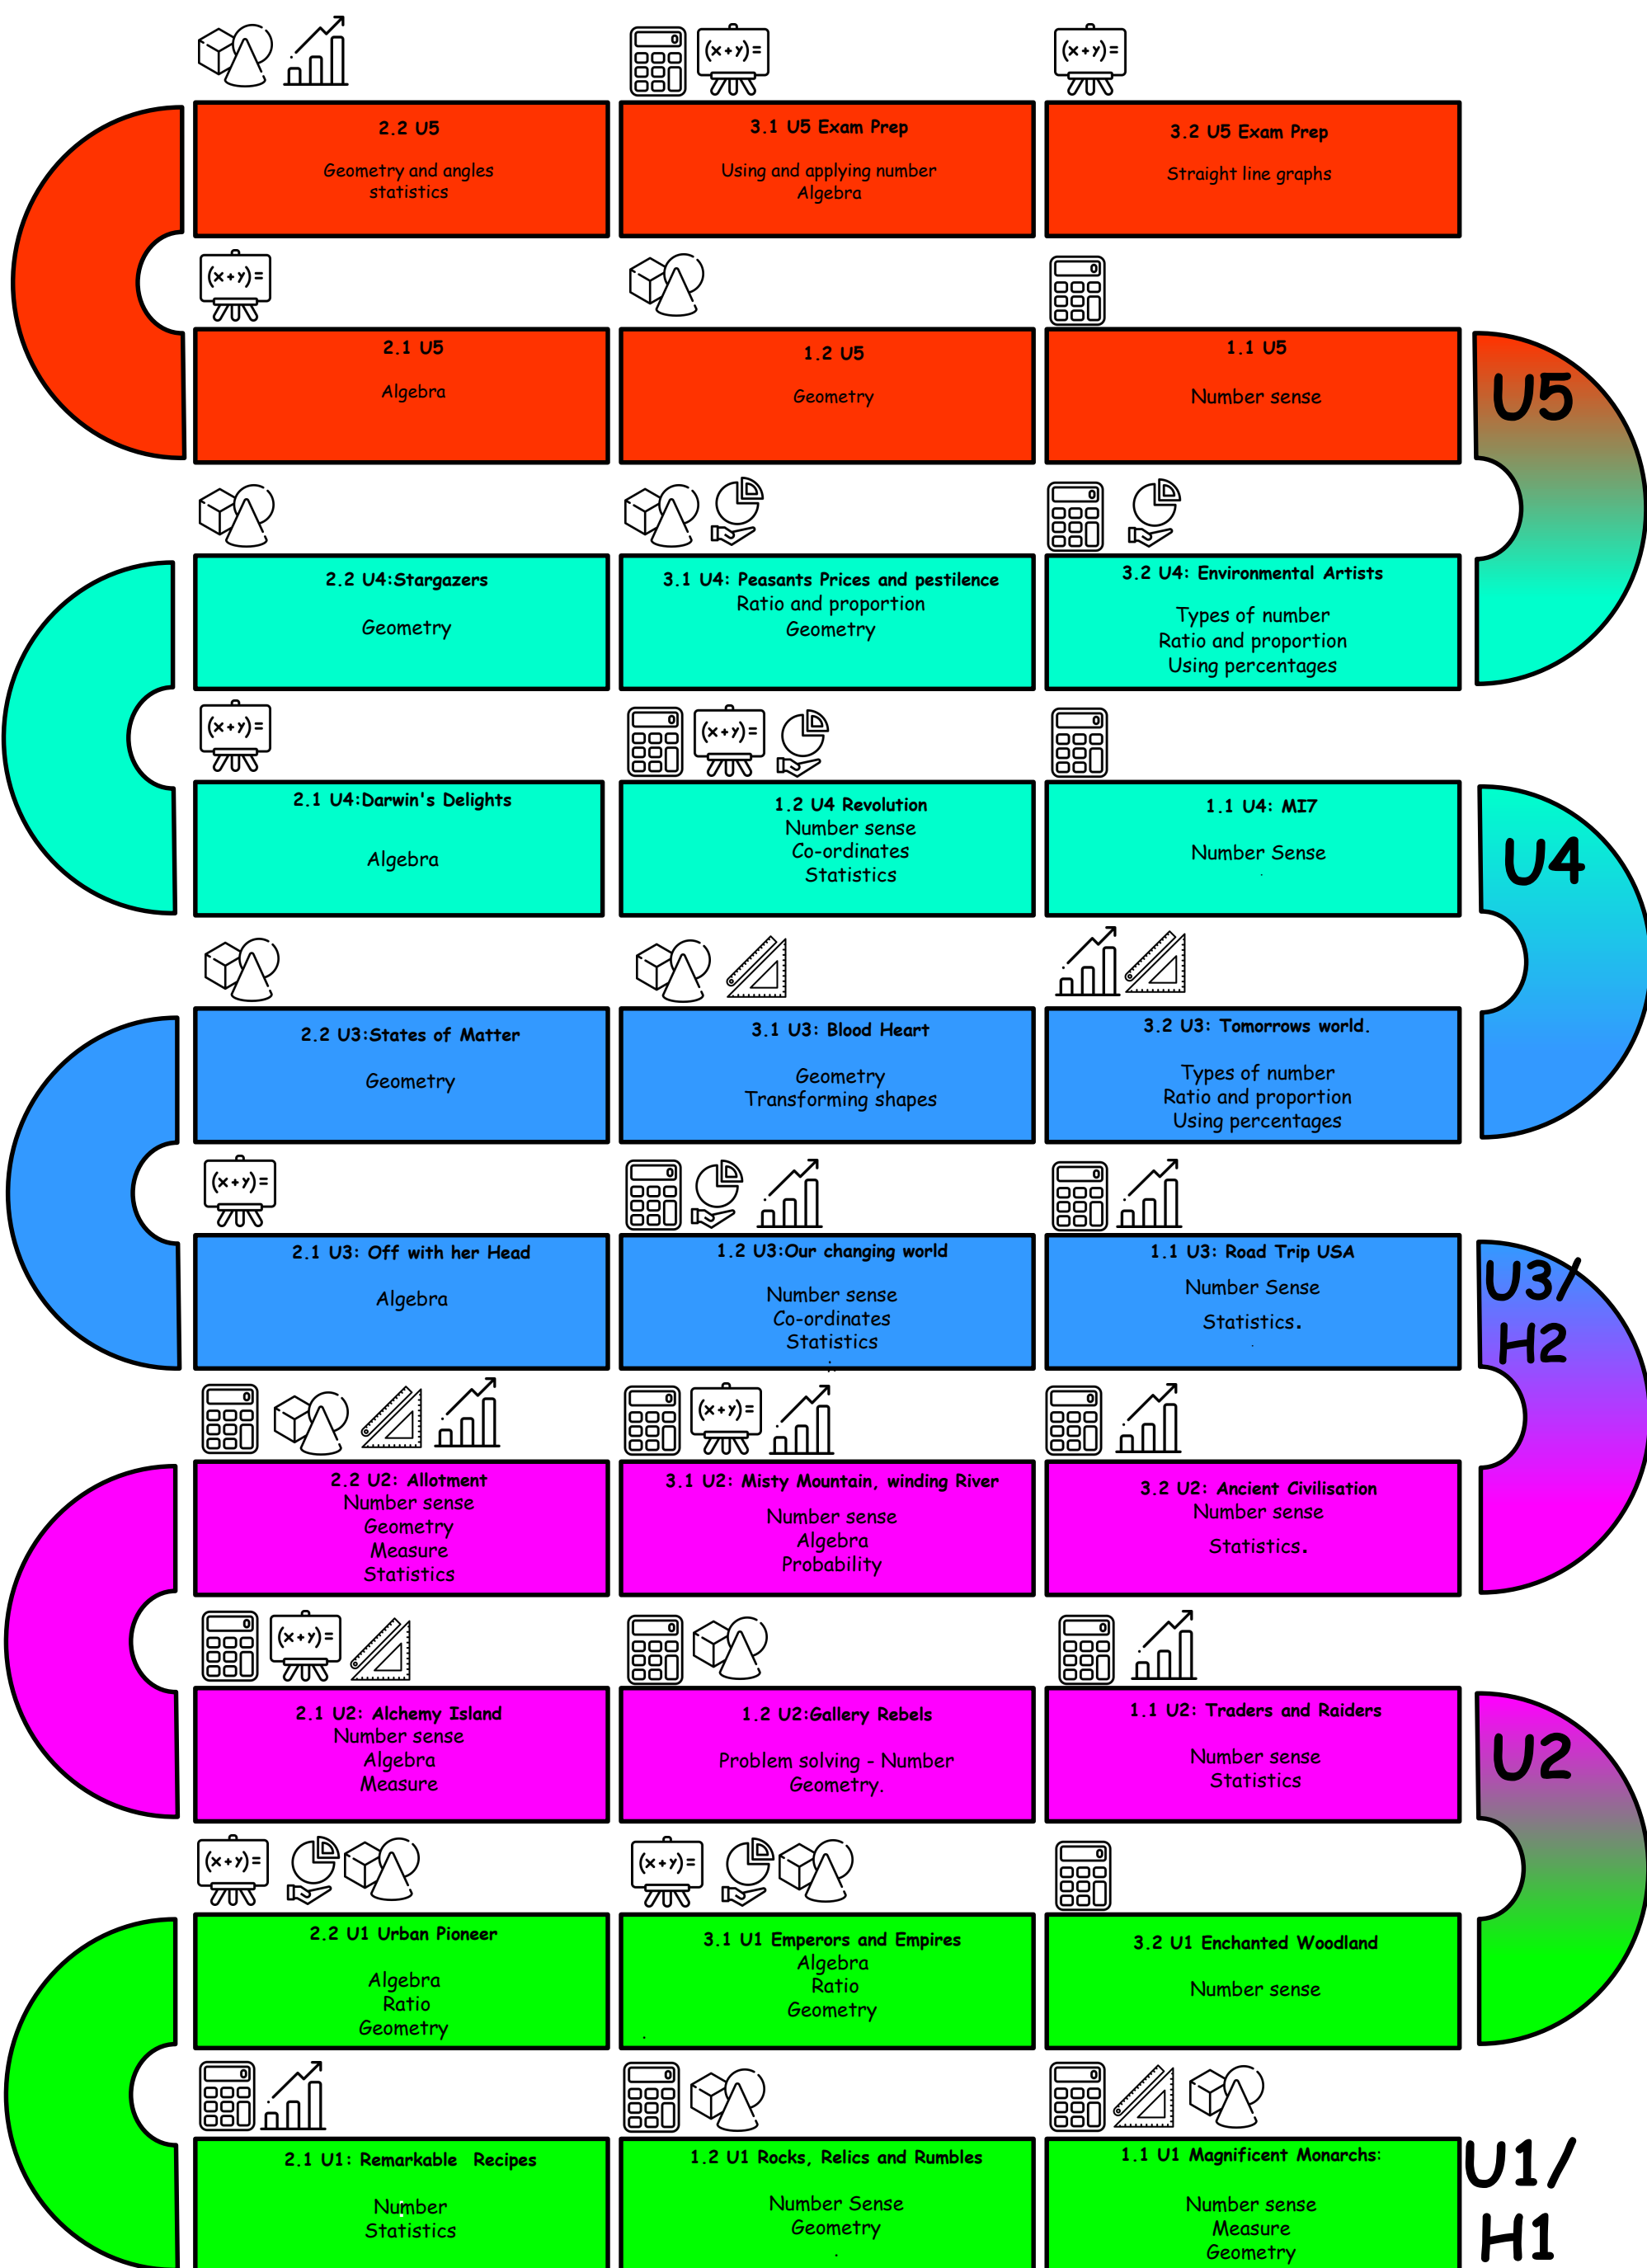 2.2 U5
Geometry and angles
statistics
3.1 U5 Exam Prep
Using and applying number
Algebra
3.2 U5 Exam Prep
Straight line graphs
2.1 U5
Algebra
1.2 U5
Geometry
1.1 U5
Number sense
U5
2.2 U4:Stargazers
Geometry
3.1 U4: Peasants Prices and pestilence
Ratio and proportion
Geometry
3.2 U4: Environmental Artists
Types of number
Ratio and proportion
Using percentages
2.1 U4:Darwin's Delights
Algebra
1.2 U4 Revolution
Number sense
Co-ordinates
Statistics
1.1 U4: MI7
Number Sense
.
U4
2.2 U3:States of Matter
Geometry
3.1 U3: Blood Heart
Geometry
Transforming shapes
3.2 U3: Tomorrows world.
Types of number
Ratio and proportion
Using percentages
2.1 U3: Off with her Head
Algebra
1.2 U3:Our changing world
Number sense
Co-ordinates
Statistics
1.1 U3: Road Trip USA
Number Sense
Statistics.
.
U3/
H2
2.2 U2: Allotment
Number sense
Geometry
Measure
Statistics
3.1 U2: Misty Mountain, winding River
Number sense
Algebra
Probability
3.2 U2: Ancient Civilisation
Number sense
Statistics.
2.1 U2: Alchemy Island
Number sense
Algebra
Measure
1.2 U2:Gallery Rebels
Problem solving - Number
Geometry.
1.1 U2: Traders and Raiders
Number sense
Statistics
U2
2.2 U1 Urban Pioneer
Algebra
Ratio
Geometry
3.1 U1 Emperors and Empires
Algebra
Ratio
Geometry
.
3.2 U1 Enchanted Woodland
Number sense
2.1 U1: Remarkable Recipes
Number
Statistics
1.2 U1 Rocks, Relics and Rumbles
Number Sense
Geometry
.
1.1 U1 Magnificent Monarchs:
Number sense
Measure
Geometry
U1/
H1